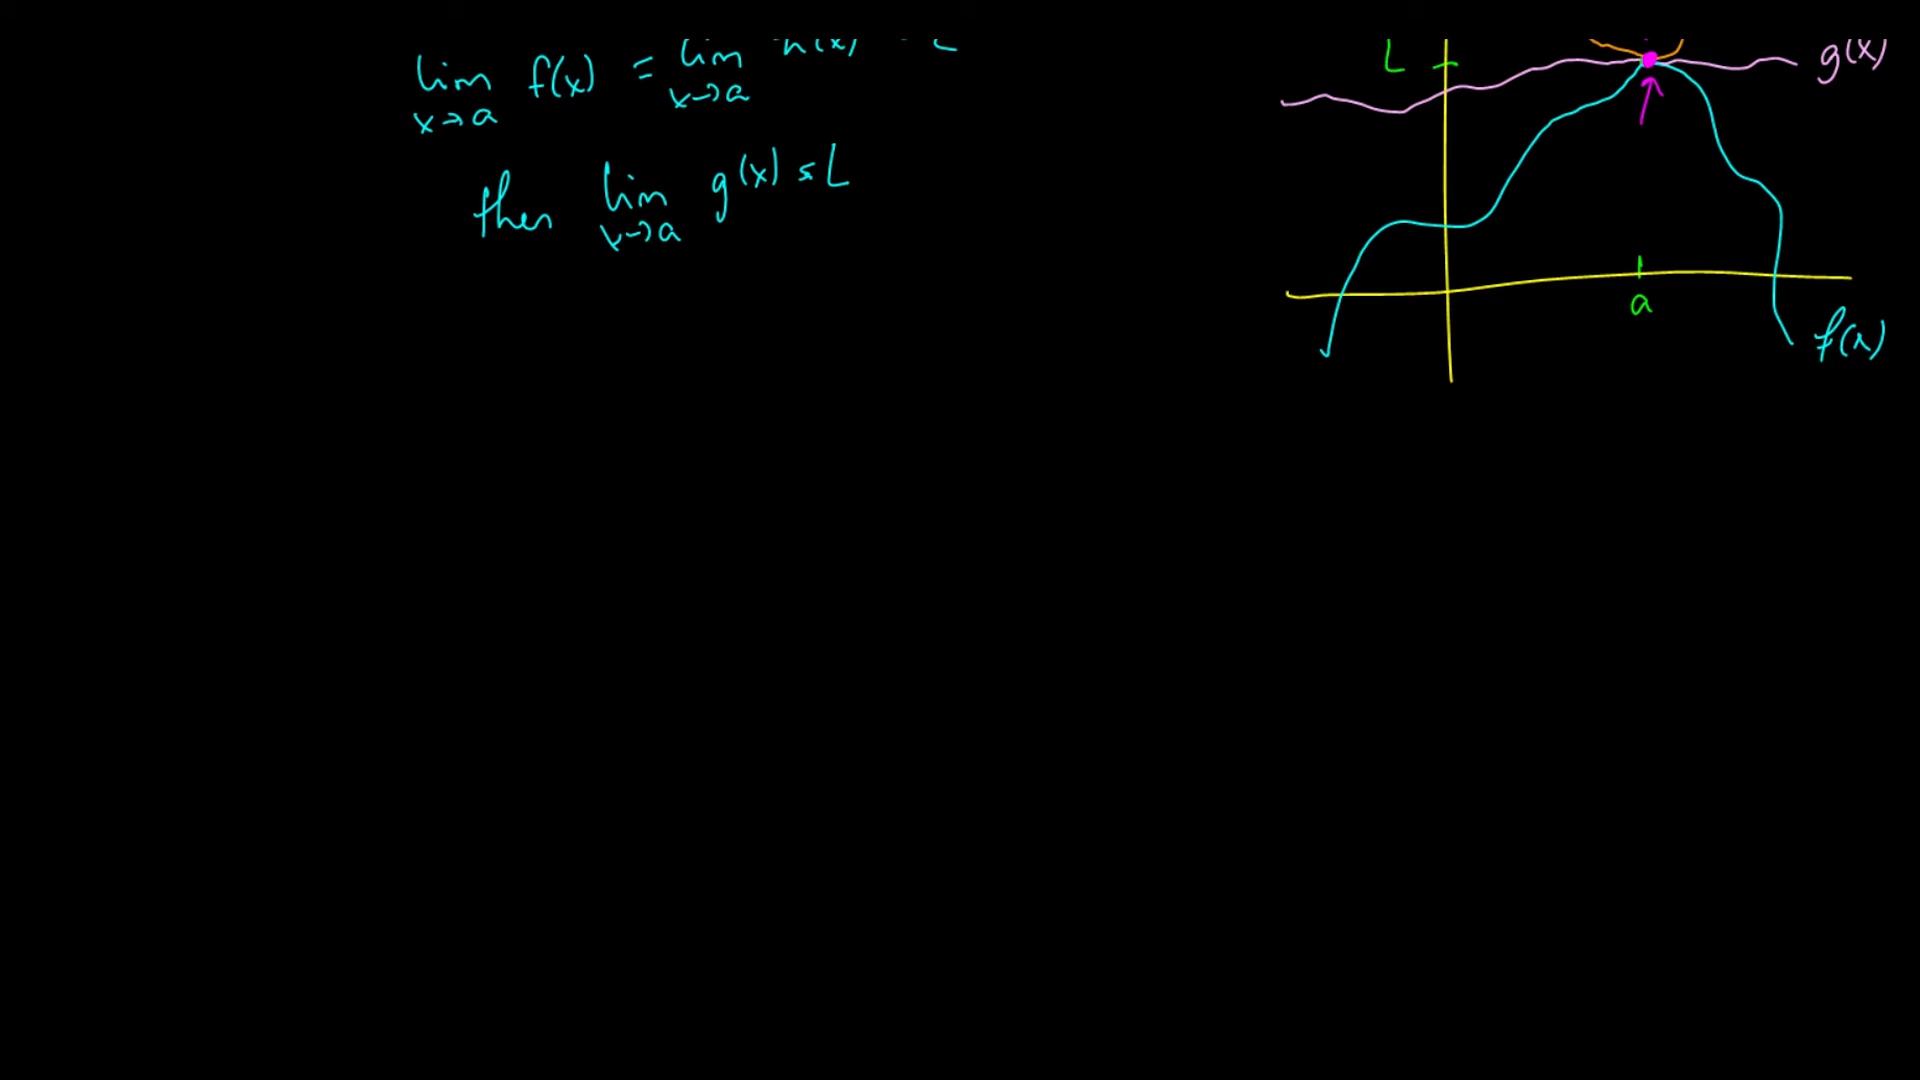 lim f(x) = lim h(x) = L
x→a x→a
then lim g(x) = L
x→a
L
g(x)
a
f(x)